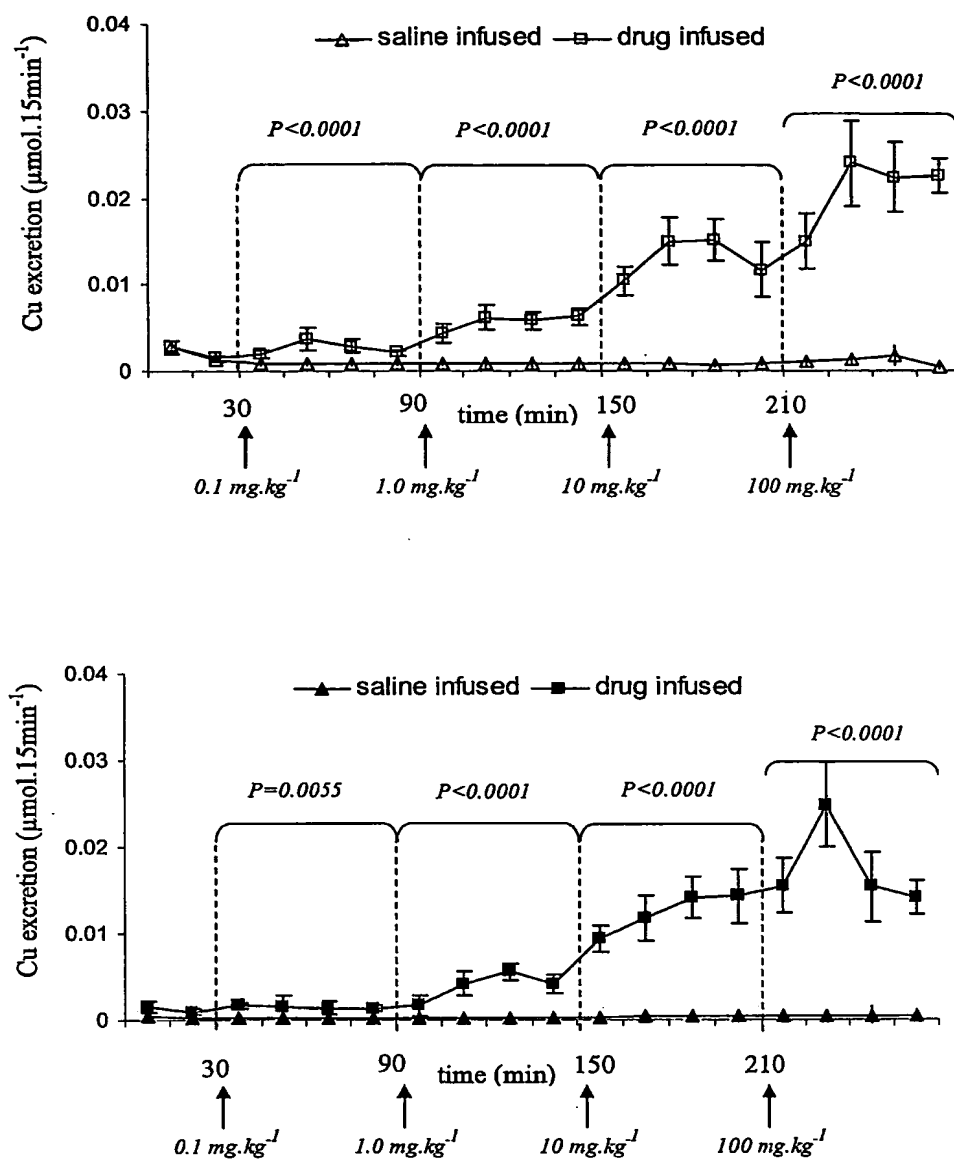 0.04
saline infused drug infused
P<0.0001
0.03
P<0.0001 P<0.0001 P<0.0001
0.02
0.01
0
Cu excretion (µmol.15min⁻¹)
30 90 150 210
time (min)
0.1 mg.kg⁻¹ 1.0 mg.kg⁻¹ 10 mg.kg⁻¹ 100 mg.kg⁻¹
0.04
saline infused drug infused
P<0.0001
0.03
P=0.0055 P<0.0001 P<0.0001
0.02
0.01
0
Cu excretion (µmol.15min⁻¹)
30 90 150 210
time (min)
0.1 mg.kg⁻¹ 1.0 mg.kg⁻¹ 10 mg.kg⁻¹ 100 mg.kg⁻¹